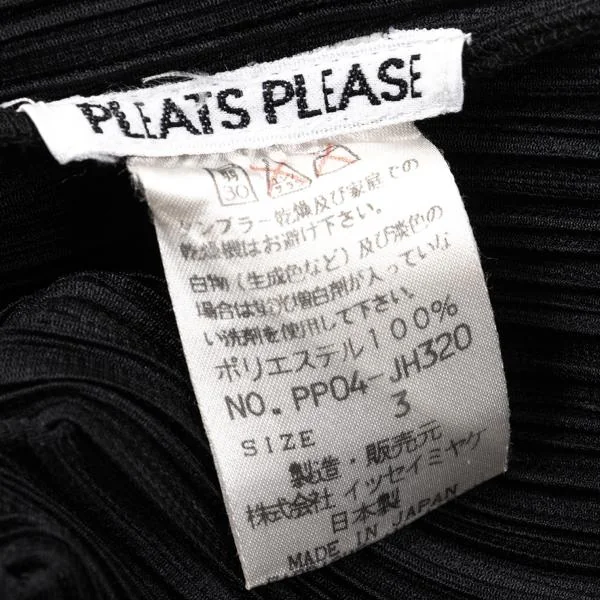 PLEATS PLEASE
弱
30
タンブラー乾燥及び家庭での
乾燥機はお避け下さい。
白物（生成色など）及び淡色の
場合は蛍光増白剤が入っていな
い洗剤を使用して下さい。
ポリエステル100%
NO. PP04-JH320
SIZE 3
製造・販売元
株式会社 イッセイミヤケ
日本製
MADE IN JAPAN